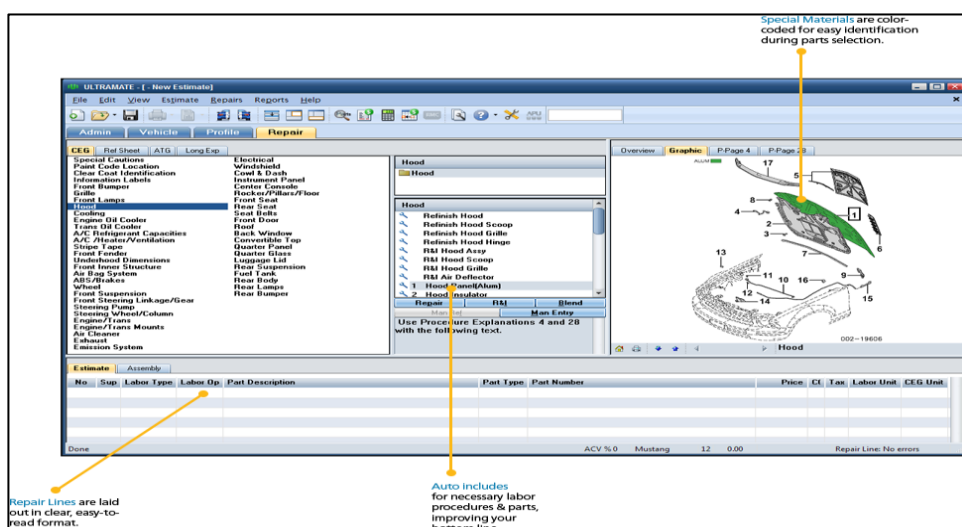 Special Materials are color-
coded for easy identification
during parts selection.
ULTRAMATE - [ - New Estimate]
File Edit View Estimate Repairs Reports Help
Admin Vehicle Profile Repair
CEG Ref Sheet ATG Long Exp
Special Cautions
Paint Code Location
Clear Coat Identification
Information Labels
Front Bumper
Grille
Front Lamps
Hood
Cooling
Engine Oil Cooler
Trans Oil Cooler
A/C Refrigerant Capacities
A/C /Heater/Ventilation
Stripe Tape
Front Fender
Underhood Dimensions
Front Inner Structure
Air Bag System
ABS/Brakes
Wheel
Front Suspension
Front Steering Linkage/Gear
Steering Pump
Steering Wheel/Column
Engine/Trans
Engine/Trans Mounts
Air Cleaner
Exhaust
Emission System
Electrical
Windshield
Cowl & Dash
Instrument Panel
Center Console
Rocker/Pillars/Floor
Front Seat
Rear Seat
Seat Belts
Front Door
Roof
Back Window
Convertible Top
Quarter Panel
Quarter Glass
Luggage Lid
Rear Suspension
Fuel Tank
Rear Body
Rear Lamps
Rear Bumper
Hood
Hood
Hood
Refinish Hood
Refinish Hood Scoop
Refinish Hood Grille
Refinish Hood Hinge
R&I Hood Assy
R&I Hood Scoop
R&I Hood Grille
R&I Air Deflector
1 Hood Panel(Alum)
2 Hood Insulator
Repair R&I Blend
Man Ref Man Entry
Use Procedure Explanations 4 and 28
with the following text.
Overview Graphic P-Page 4 P-Page 28
ALUM
17
5
8
4
1
2
3
6
13
11
10
16
9
12
14
15
002-19606
Hood
Estimate Assembly
No Sup Labor Type Labor Op Part Description Part Type Part Number Price Tax Labor Unit CEG Unit
Done ACV % 0 Mustang 12 0.00 Repair Line: No errors
Repair Lines are laid
out in clear, easy-to-
read format.
Auto includes
for necessary labor
procedures & parts,
improving your
bottom line